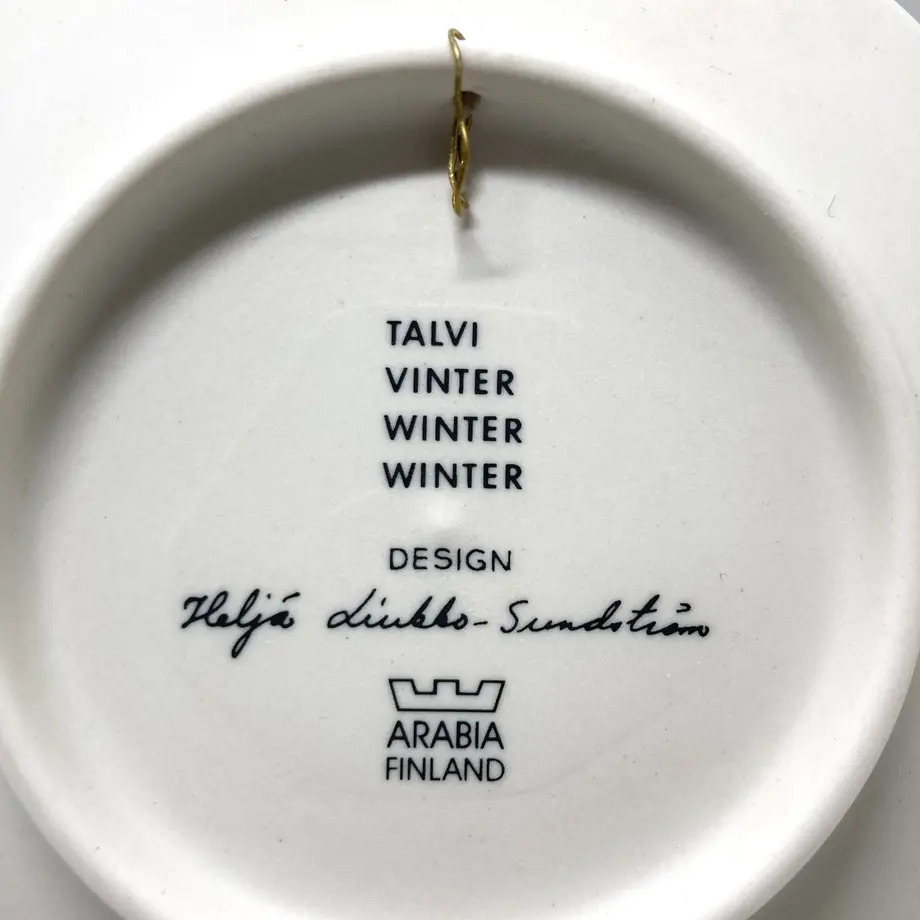 TALVI
VINTER
WINTER
WINTER
DESIGN
Heljä Liukko-Sundström
ARABIA
FINLAND